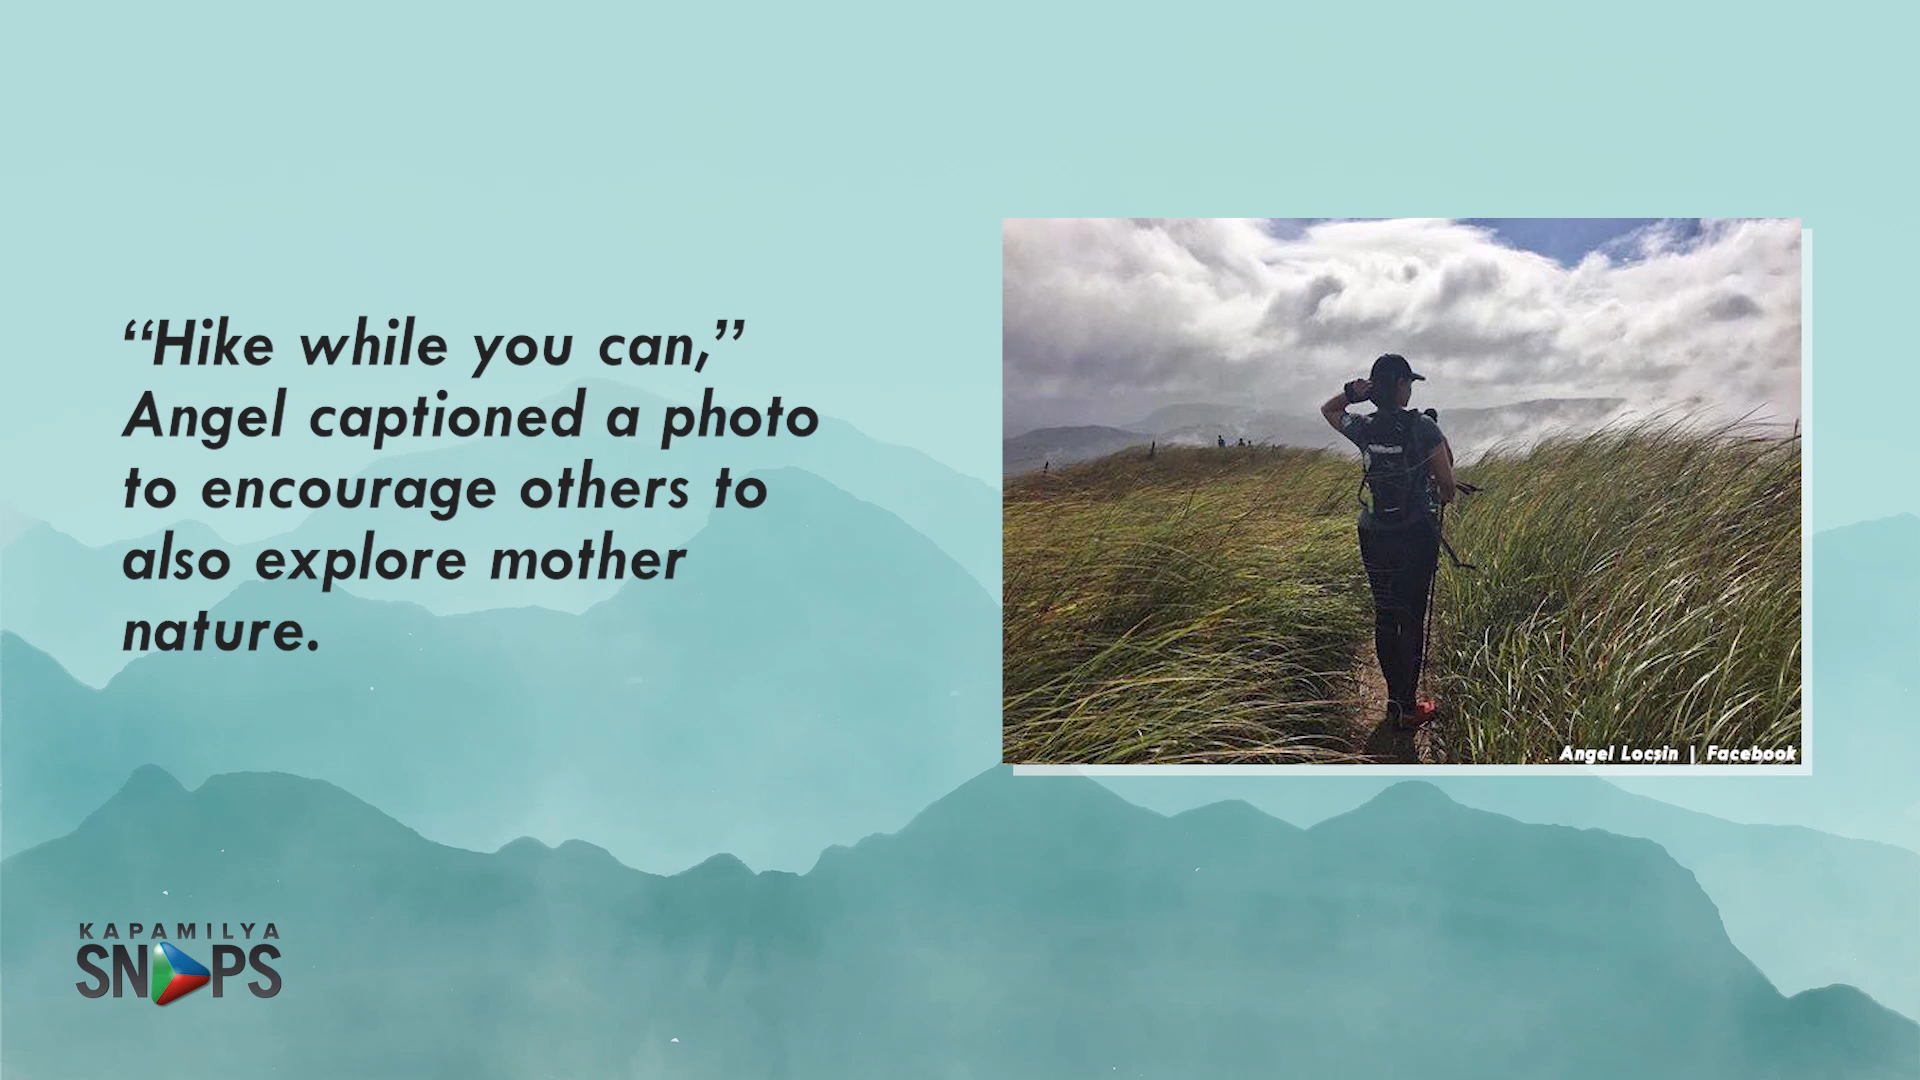 “Hike while you can,”
Angel captioned a photo
to encourage others to
also explore mother
nature.
Angel Locsin | Facebook
KAPAMILYA
SNAPS